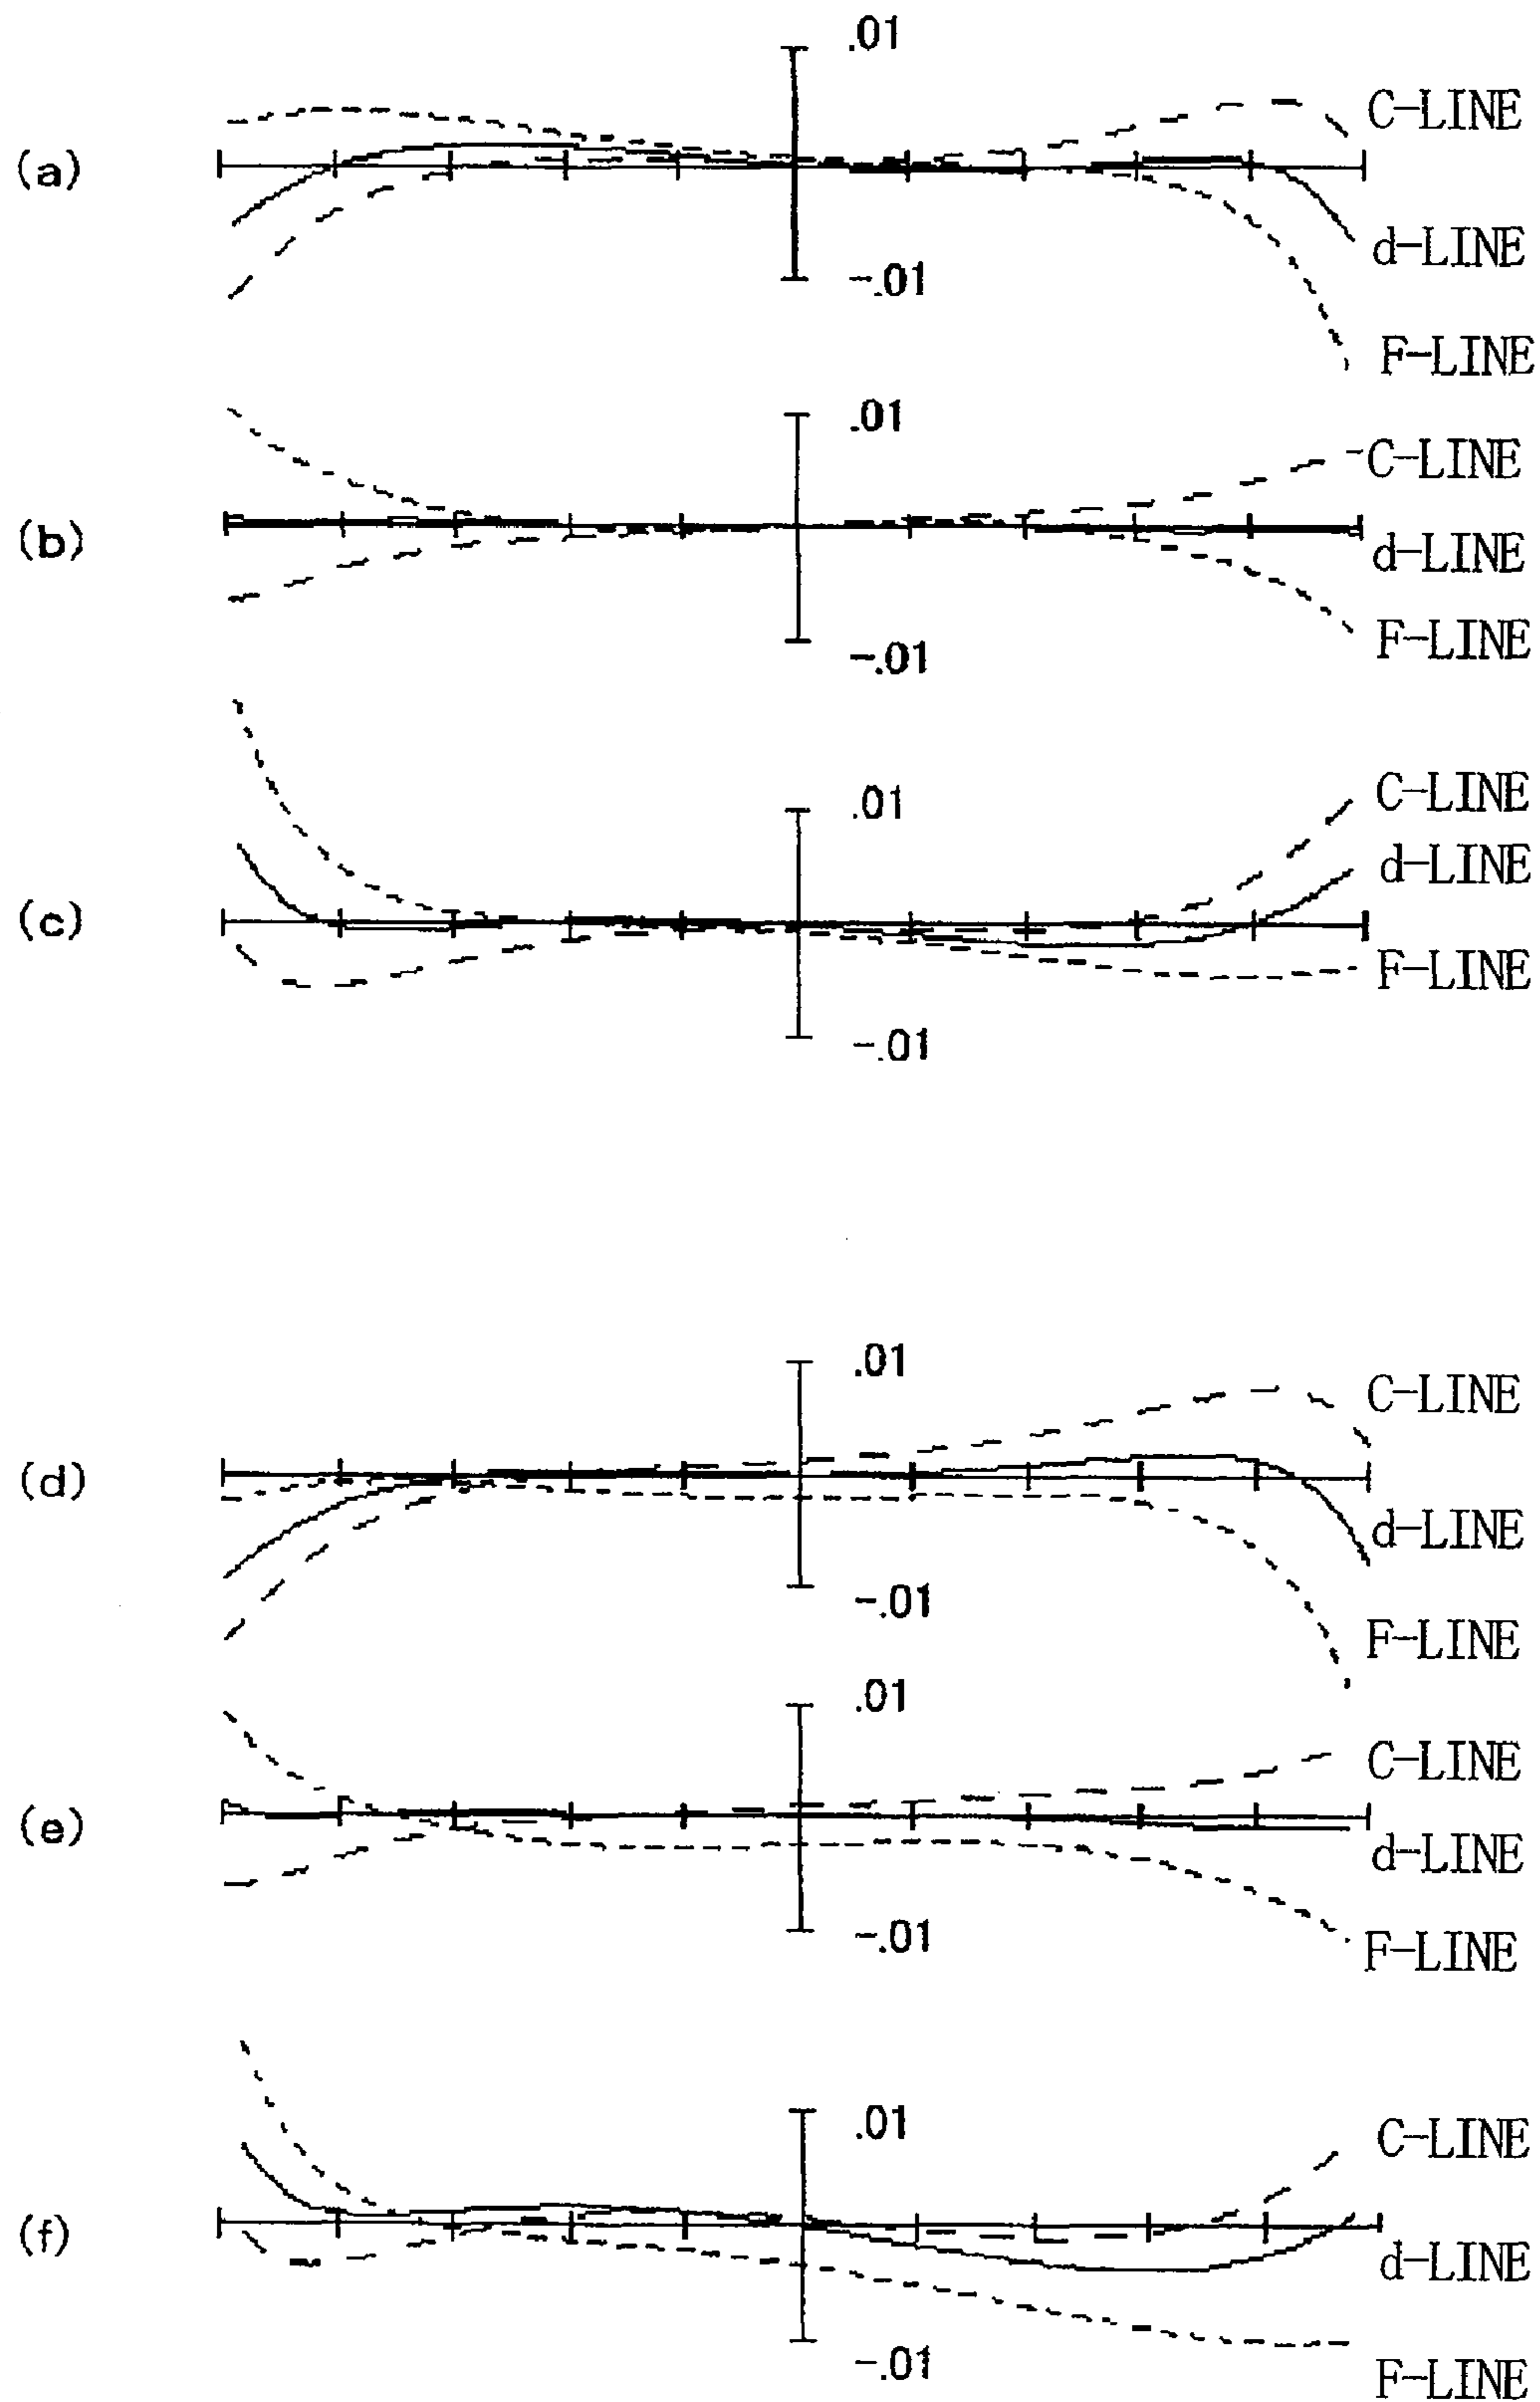 .01
C-LINE
(a)
d-LINE
-.01
F-LINE
.01
C-LINE
(b)
d-LINE
F-LINE
-.01
C-LINE
.01
d-LINE
(c)
F-LINE
-.01
.01
C-LINE
(d)
d-LINE
-.01
F-LINE
.01
C-LINE
(e)
d-LINE
-.01
F-LINE
.01
C-LINE
(f)
d-LINE
-.01
F-LINE